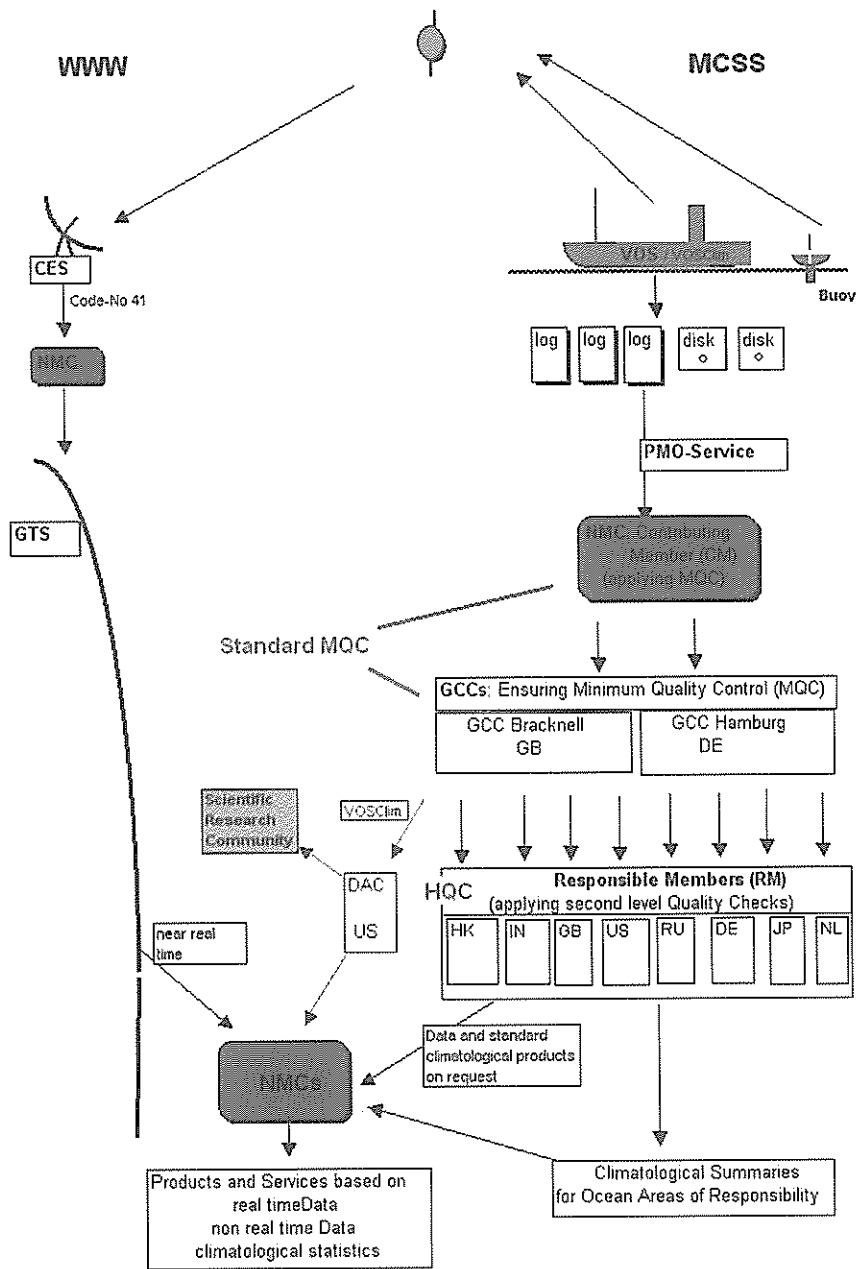 WWW
MCSS
VOS / Vosclim
Buoy
CES
Code-No 41
NMC
log
log
log
disk
disk
PMO-Service
GTS
NMC: Contributing
Member (CM)
(applying MQC)
Standard MQC
GCCs: Ensuring Minimum Quality Control (MQC)
GCC Bracknell
GB
GCC Hamburg
DE
Scientific
Research
Community
VOSClim
DAC
US
HQC
Responsible Members (RM)
(applying second level Quality Checks)
HK
IN
GB
US
RU
DE
JP
NL
near real
time
Data and standard
climatological products
on request
NMCs
Products and Services based on
real timeData
non real time Data
climatological statistics
Climatological Summaries
for Ocean Areas of Responsibility